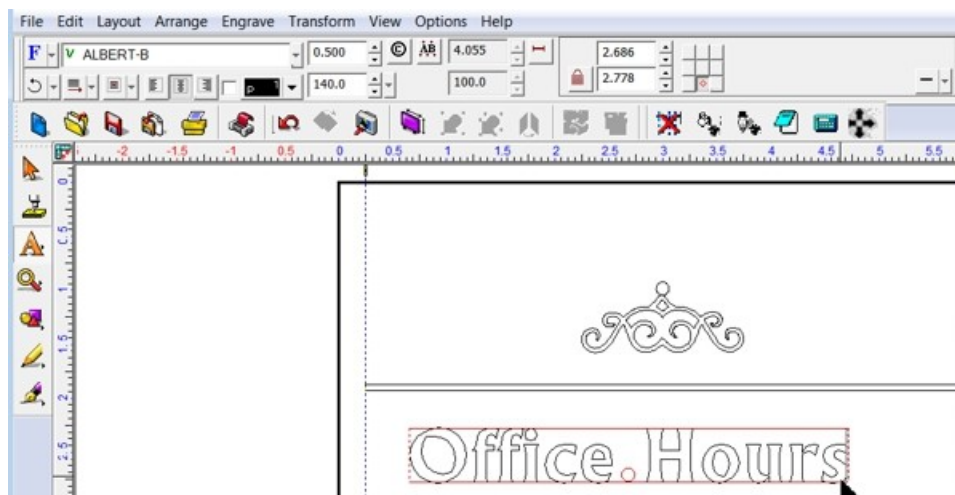 File Edit Layout Arrange Engrave Transform View Options Help
F V ALBERT-B 0.500 © ÄB 4.055 2.686
P 140.0 100.0 2.778
-2 -1.5 -1 0.5 0 0.5 1 1.5 2 2.5 3 3.5 4 4.5 5 5.5
0
0.5
1
1.5
2
Office Hours
2.5